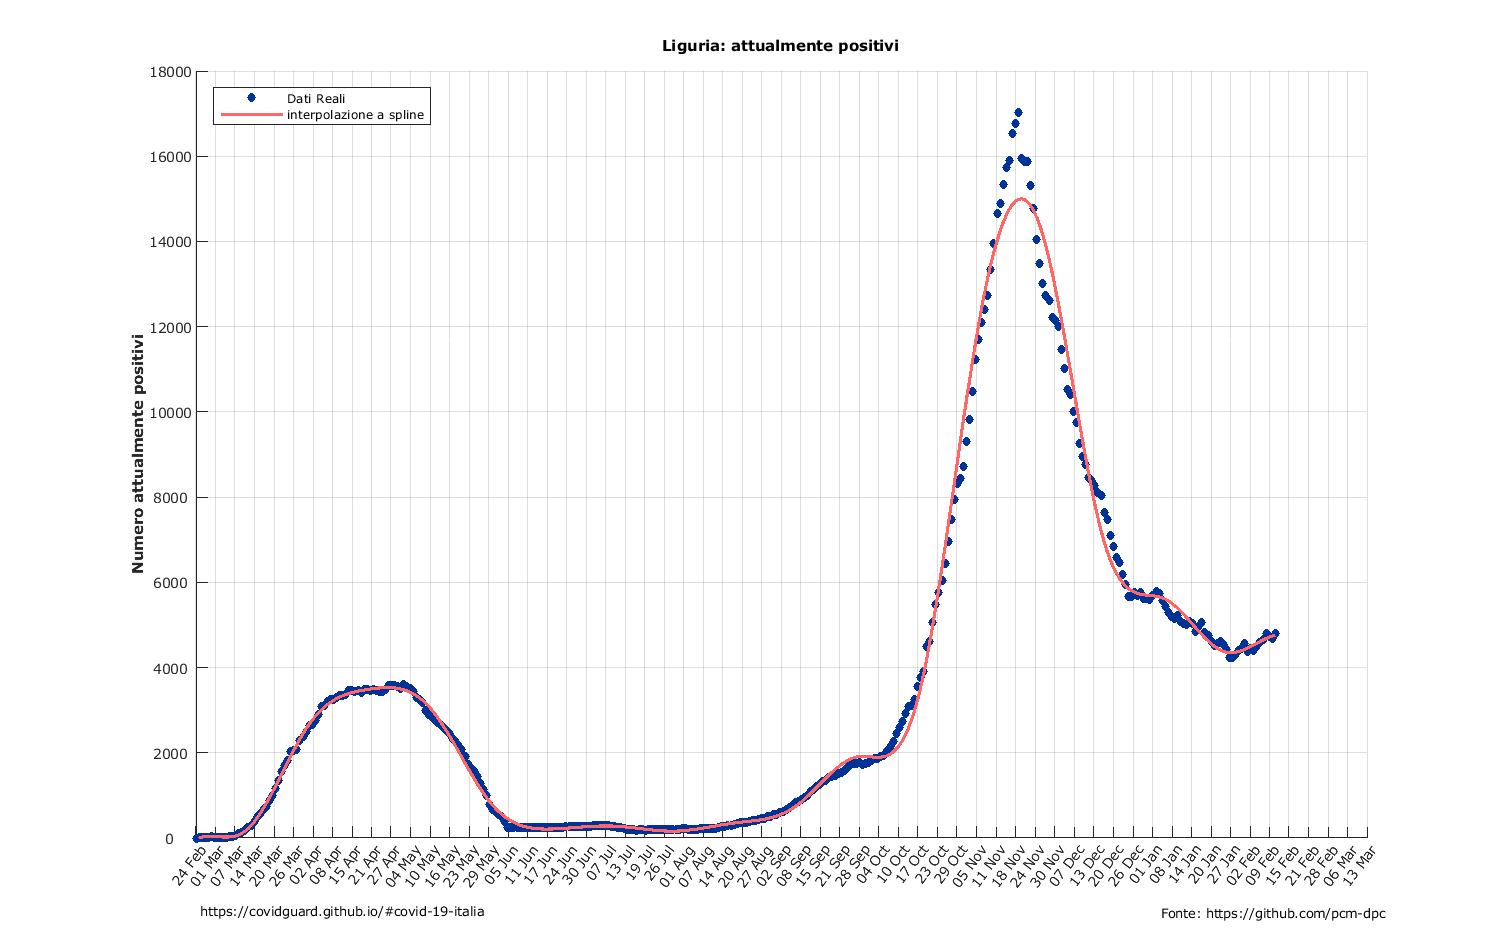 Liguria: attualmente positivi
Dati Reali
interpolazione a spline
Numero attualmente positivi
18000
16000
14000
12000
10000
8000
6000
4000
2000
0
24 Feb
01 Mar
07 Mar
14 Mar
20 Mar
26 Mar
02 Apr
08 Apr
15 Apr
21 Apr
27 Apr
04 May
10 May
16 May
23 May
29 May
05 Jun
11 Jun
17 Jun
24 Jun
30 Jun
07 Jul
13 Jul
19 Jul
26 Jul
01 Aug
07 Aug
14 Aug
20 Aug
27 Aug
02 Sep
08 Sep
15 Sep
21 Sep
28 Sep
04 Oct
10 Oct
17 Oct
23 Oct
29 Oct
05 Nov
11 Nov
18 Nov
24 Nov
30 Nov
07 Dec
13 Dec
20 Dec
26 Dec
01 Jan
08 Jan
14 Jan
20 Jan
27 Jan
02 Feb
09 Feb
15 Feb
21 Feb
28 Feb
06 Mar
13 Mar
https://covidguard.github.io/#covid-19-italia
Fonte: https://github.com/pcm-dpc